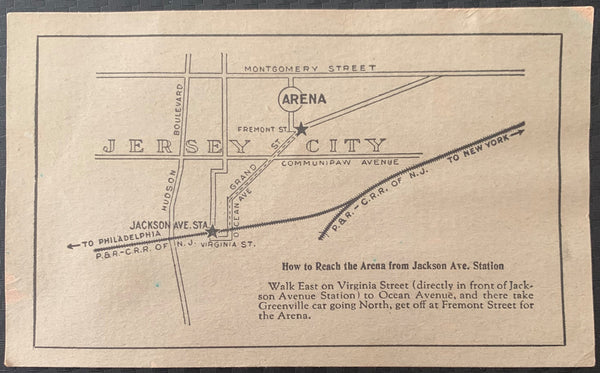 MONTGOMERY STREET
ARENA
FREMONT ST.
HUDSON BOULEVARD
JERSEY CITY
COMMUNIPAW AVENUE
GRAND ST.
OCEAN AVE
TO NEW YORK
P.&R.-C.R.R. OF N.J.
JACKSON AVE. STA.
TO PHILADELPHIA
P.&R.-C.R.R. OF N.J.
VIRGINIA ST.
How to Reach the Arena from Jackson Ave. Station
Walk East on Virginia Street (directly in front of Jack-
son Avenue Station) to Ocean Avenue, and there take
Greenville car going North, get off at Fremont Street for
the Arena.